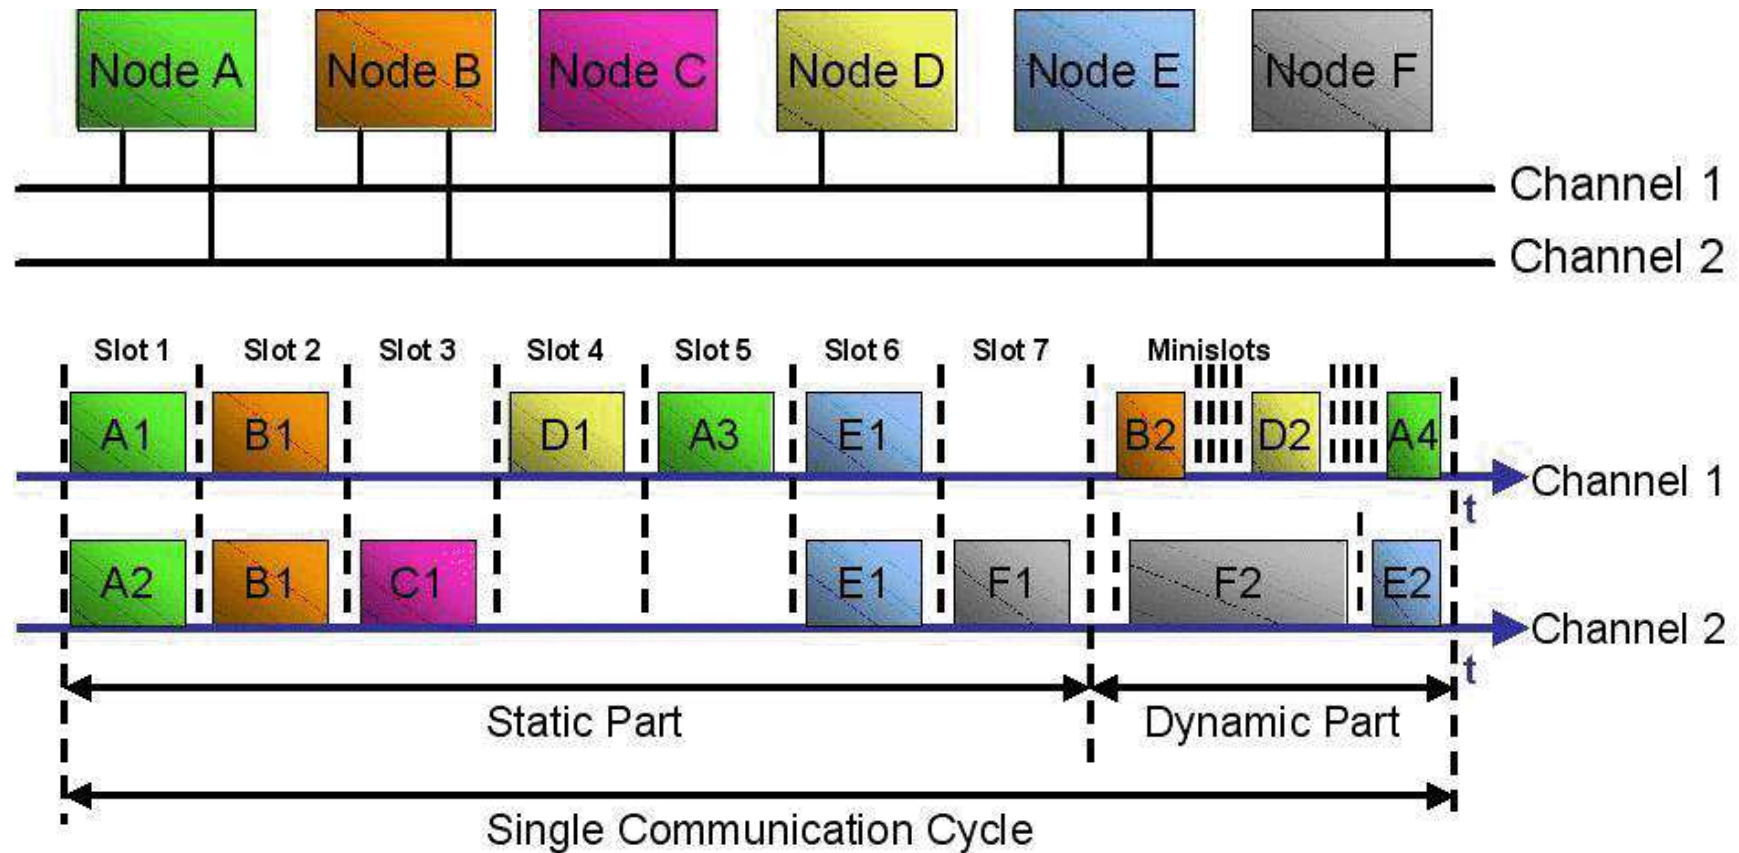 Node A Node B Node C Node D Node E Node F
Channel 1
Channel 2
Slot 1 Slot 2 Slot 3 Slot 4 Slot 5 Slot 6 Slot 7 Minislots
A1 B1 D1 A3 E1 B2 D2 A4
Channel 1
t
A2 B1 C1 E1 F1 F2 E2
Channel 2
t
Static Part Dynamic Part
Single Communication Cycle